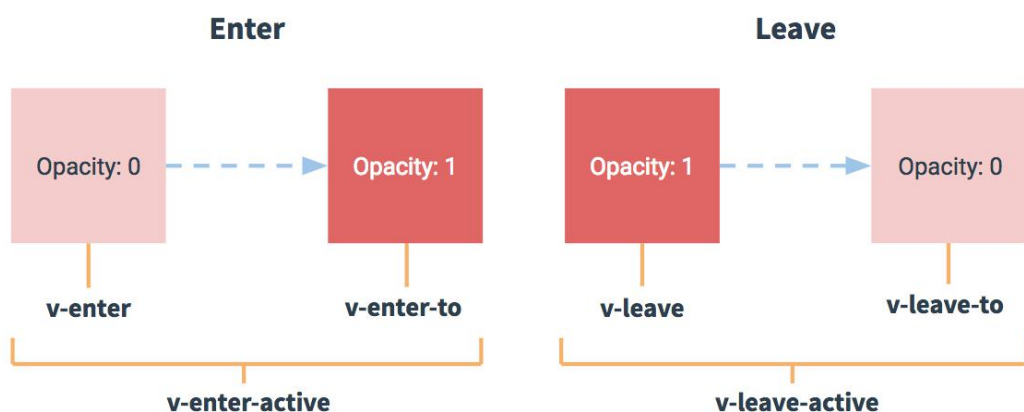 Enter
Leave
Opacity: 0
Opacity: 1
Opacity: 1
Opacity: 0
v-enter
v-enter-to
v-leave
v-leave-to
v-enter-active
v-leave-active